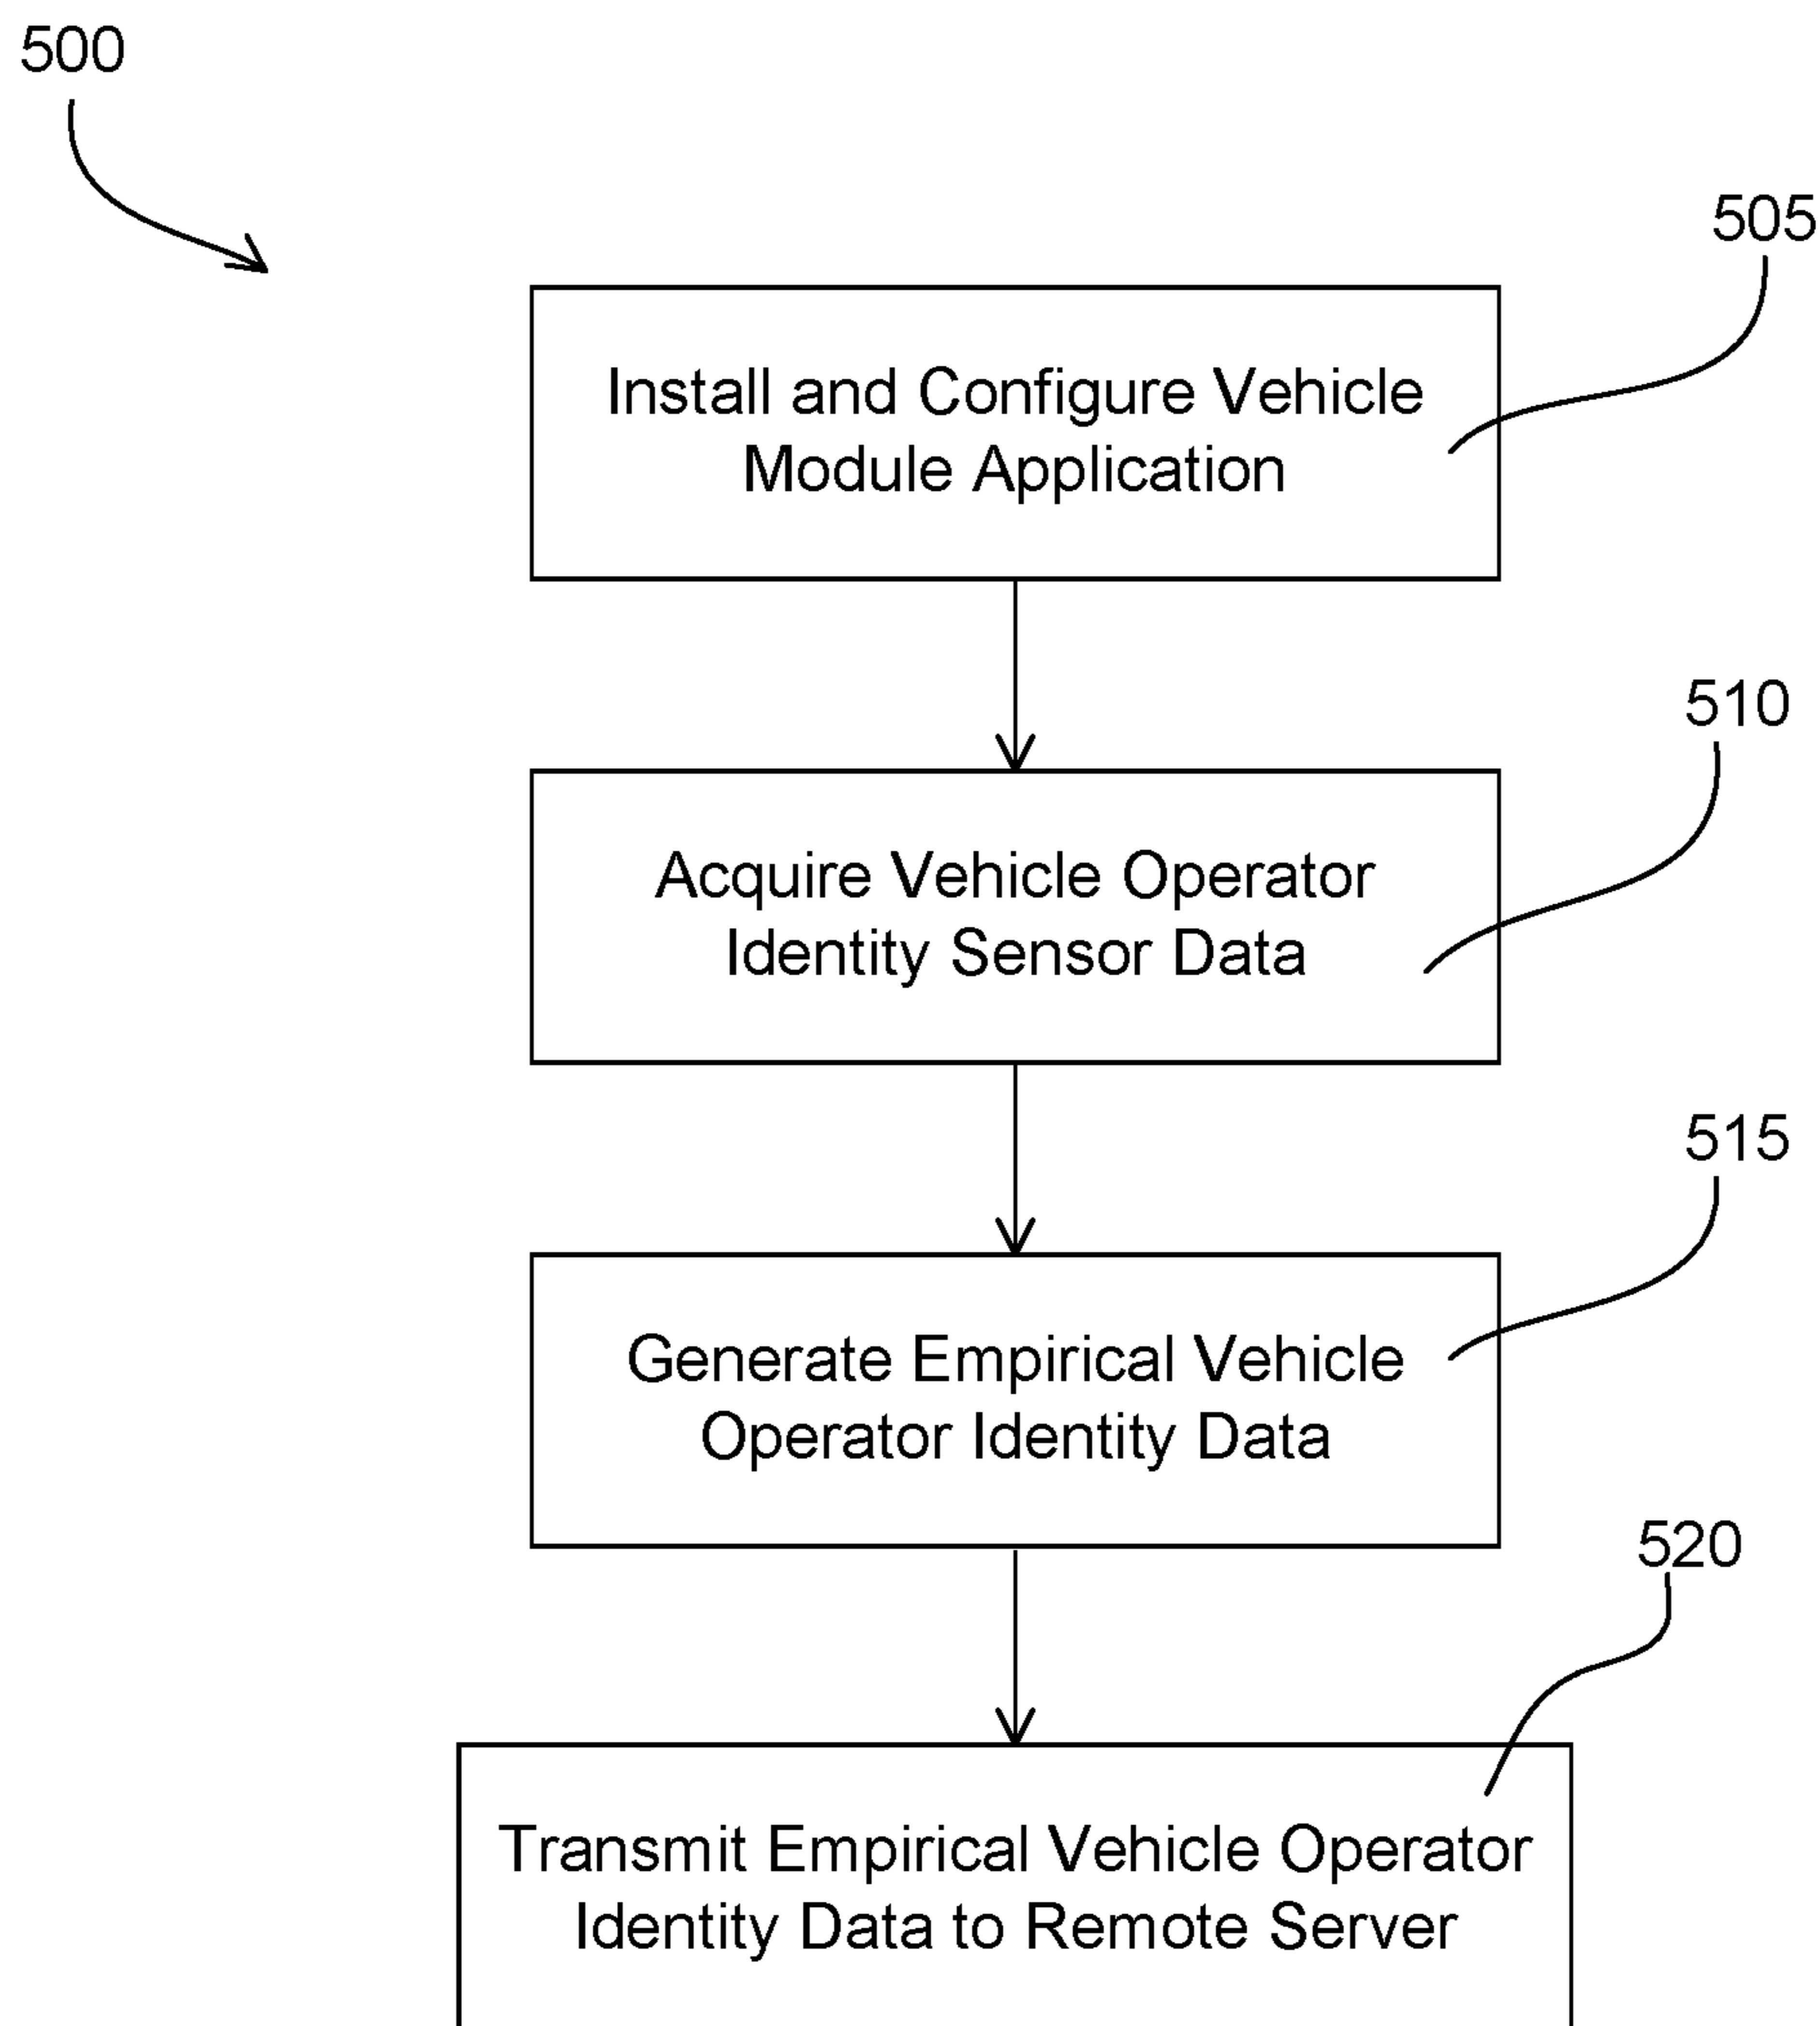 500
505
Install and Configure Vehicle
Module Application
510
Acquire Vehicle Operator
Identity Sensor Data
515
Generate Empirical Vehicle
Operator Identity Data
520
Transmit Empirical Vehicle Operator
Identity Data to Remote Server